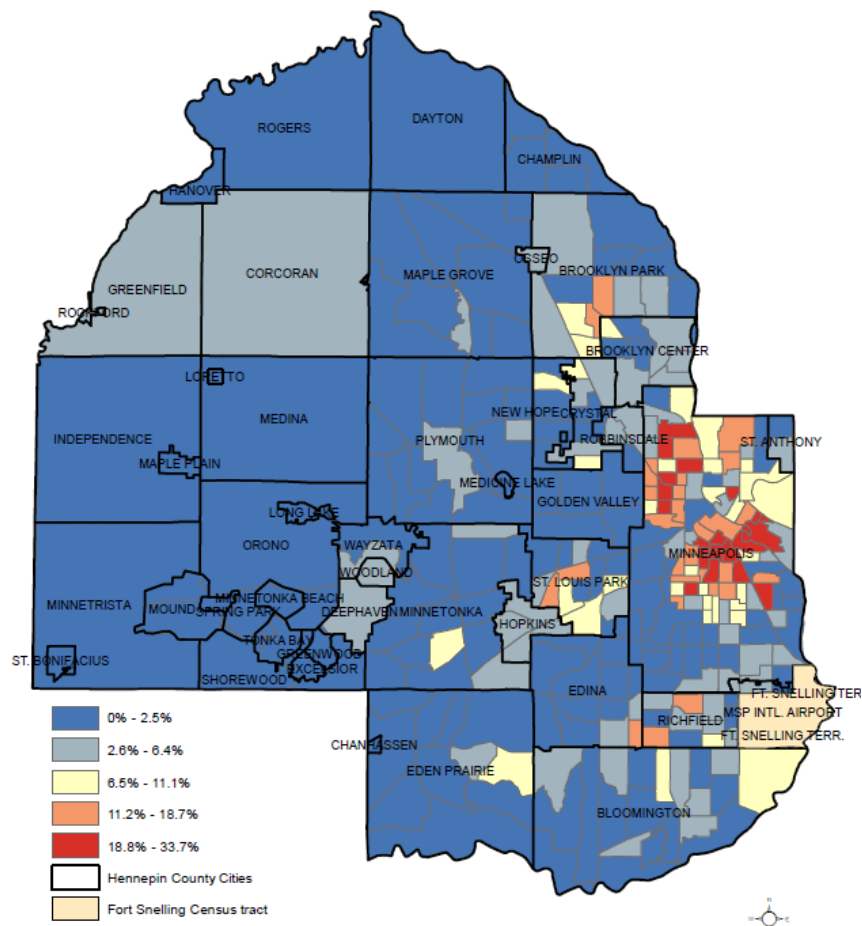 DAYTON
ROGERS
CHAMPLIN
HANOVER
OSSEO
BROOKLYN PARK
CORCORAN
MAPLE GROVE
GREENFIELD
ROCKFORD
BROOKLYN CENTER
LORETTO
MEDINA
NEW HOPE
CRYSTAL
INDEPENDENCE
PLYMOUTH
ROBBINSDALE
ST. ANTHONY
MAPLE PLAIN
MEDICINE LAKE
GOLDEN VALLEY
LONG LAKE
ORONO
WAYZATA
MINNEAPOLIS
WOODLAND
ST. LOUIS PARK
MINNETONKA BEACH
MINNETRISTA
MOUND
SPRING PARK
DEEPHAVEN
MINNETONKA
HOPKINS
TONKA BAY
GREENWOOD
ST. BONIFACIUS
EXCELSIOR
SHOREWOOD
EDINA
FT. SNELLING TER
MSP INTL. AIRPORT
RICHFIELD
FT. SNELLING TERR.
CHANHASSEN
EDEN PRAIRIE
BLOOMINGTON
0% - 2.5%
2.6% - 6.4%
6.5% - 11.1%
11.2% - 18.7%
18.8% - 33.7%
Hennepin County Cities
Fort Snelling Census tract